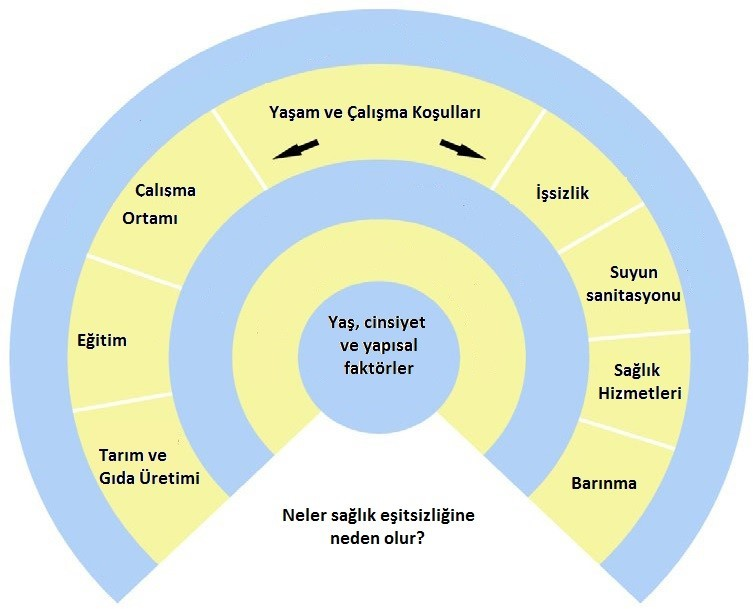 Yaşam ve Çalışma Koşulları
Çalışma
Ortamı
İşsizlik
Eğitim
Suyun
sanitasyonu
Yaş, cinsiyet
ve yapısal
faktörler
Sağlık
Hizmetleri
Tarım ve
Gıda Üretimi
Barınma
Neler sağlık eşitsizliğine
neden olur?